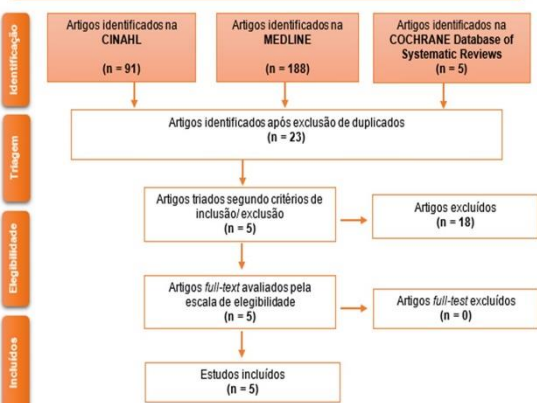 Identificação
Artigos identificados na
CINAHL
(n = 91)
Artigos identificados na
MEDLINE
(n = 188)
Artigos identificados na
COCHRANE Database of
Systematic Reviews
(n = 5)
Triagem
Artigos identificados após exclusão de duplicados
(n = 23)
Elegibilidade
Artigos triados segundo critérios de
inclusão/ exclusão
(n = 5)
Artigos excluídos
(n = 18)
Artigos full-text avaliados pela
escala de elegibilidade
(n = 5)
Artigos full-test excluídos
(n = 0)
Incluídos
Estudos incluídos
(n = 5)